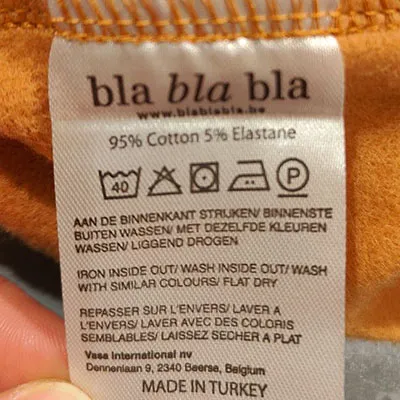 bla bla bla
www.blablabla.be
95% Cotton 5% Elastane
40 P
AAN DE BINNENKANT STRIJKEN/ BINNENSTE
BUITEN WASSEN/ MET DEZELFDE KLEUREN
WASSEN/ LIGGEND DROGEN
IRON INSIDE OUT/ WASH INSIDE OUT/ WASH
WITH SIMILAR COLOURS/ FLAT DRY
REPASSER SUR L'ENVERS/ LAVER A
L'ENVERS/ LAVER AVEC DES COLORIS
SEMBLABLES/ LAISSEZ SECHER A PLAT
Vasa International nv
Dennenlaan 9, 2340 Beerse, Belgium
MADE IN TURKEY